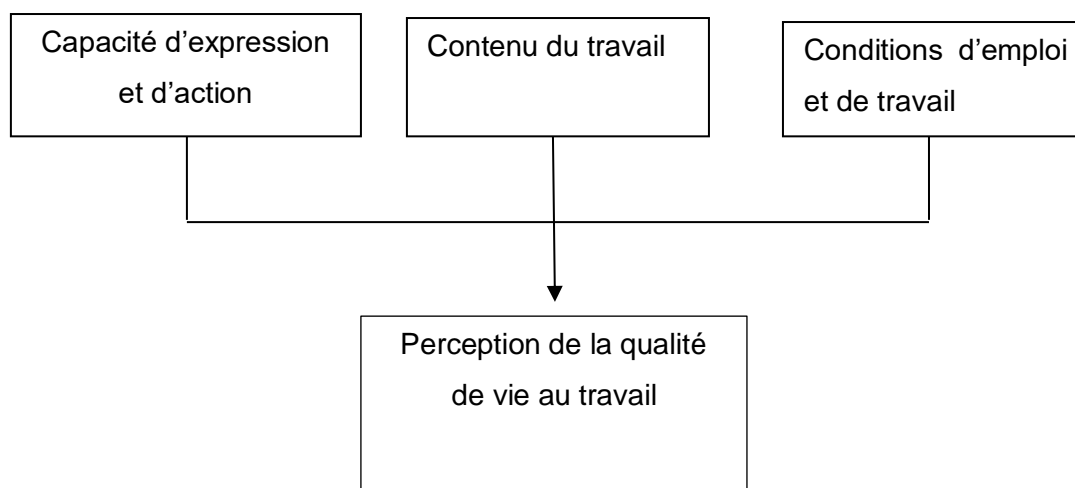 Capacité d’expression
et d’action
Contenu du travail
Conditions d’emploi
et de travail
Perception de la qualité
de vie au travail